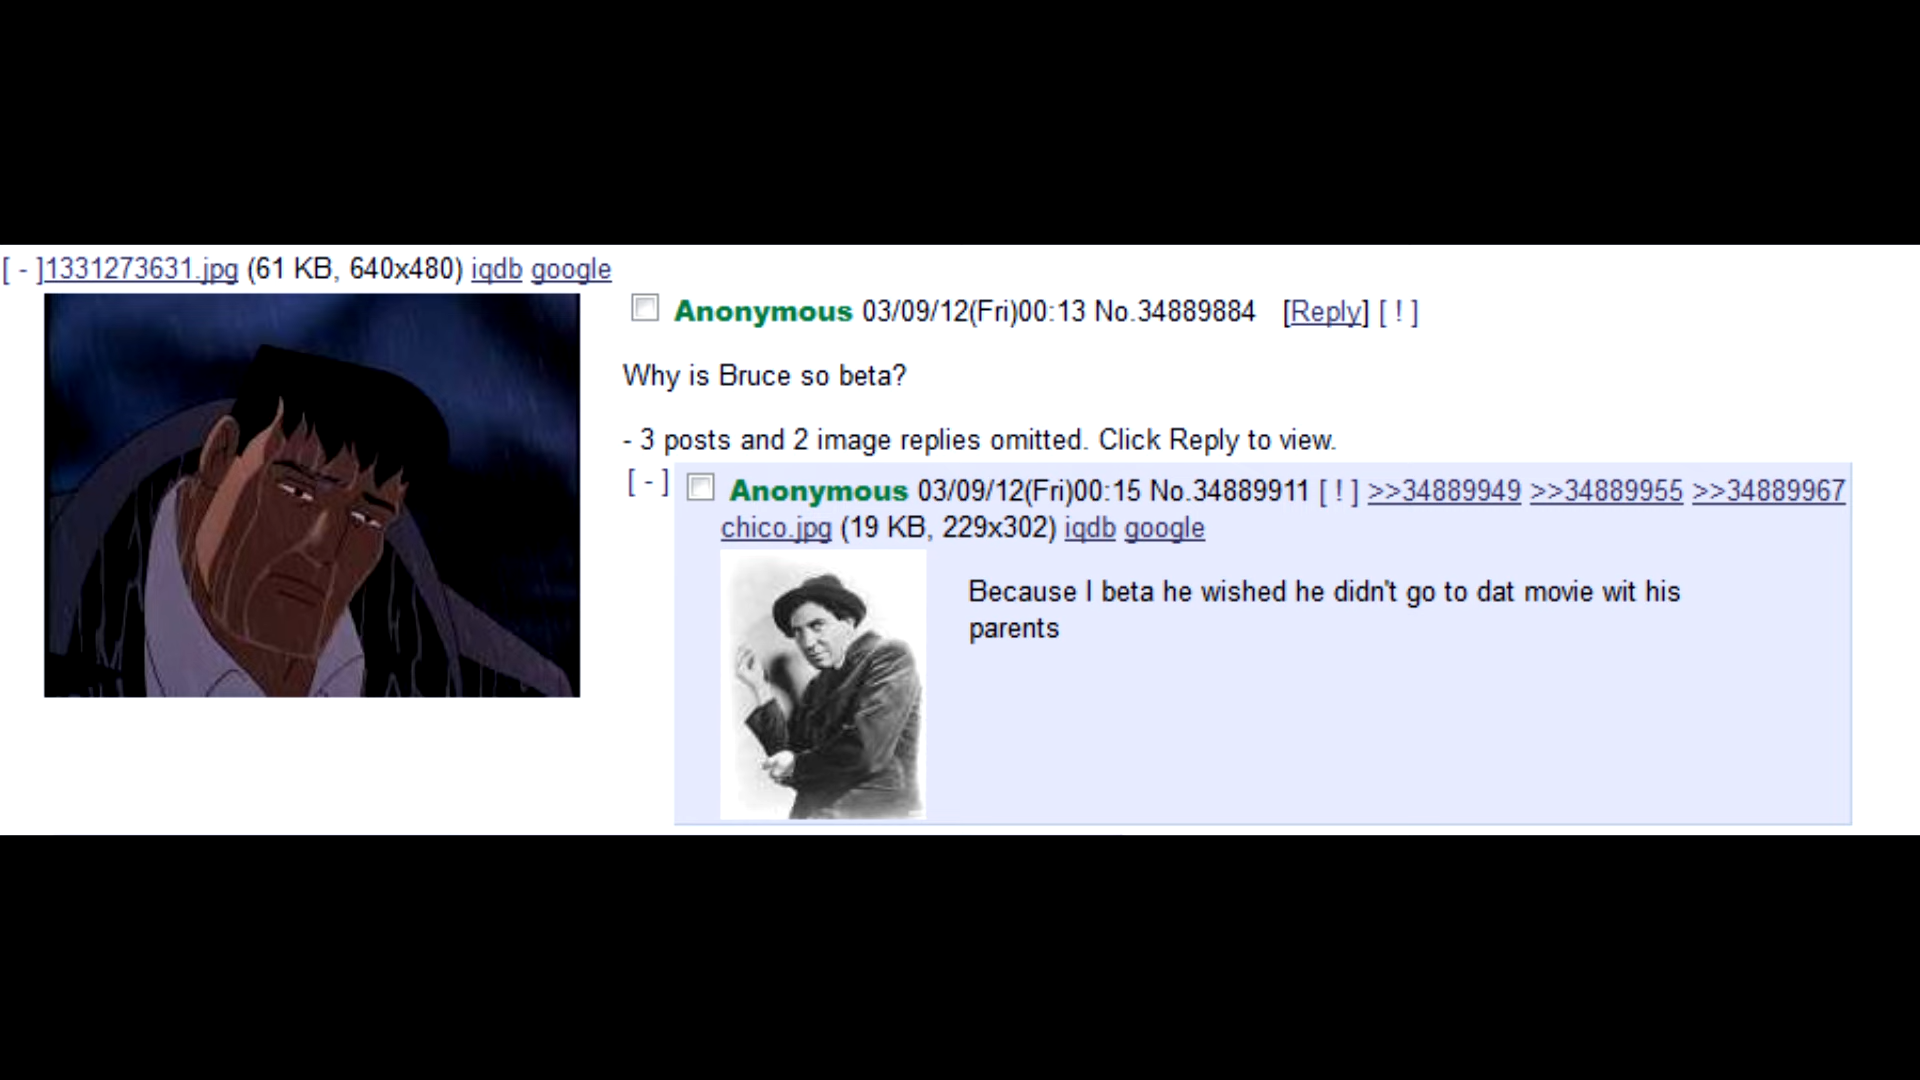 [ - ]1331273631.jpg (61 KB, 640x480) iqdb google
Anonymous 03/09/12(Fri)00:13 No.34889884 [Reply] [ ! ]
Why is Bruce so beta?
- 3 posts and 2 image replies omitted. Click Reply to view.
[ - ] Anonymous 03/09/12(Fri)00:15 No.34889911 [ ! ] >>34889949 >>34889955 >>34889967
chico.jpg (19 KB, 229x302) iqdb google
Because I beta he wished he didn't go to dat movie wit his
parents